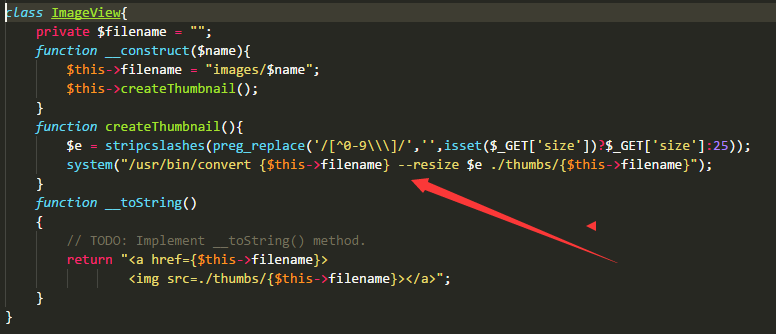 class ImageView{
    private $filename = "";
    function __construct($name){
        $this->filename = "images/$name";
        $this->createThumbnail();
    }
    function createThumbnail(){
        $e = stripcslashes(preg_replace('/[^0-9\\\]/','',isset($_GET['size'])?$_GET['size']:25));
        system("/usr/bin/convert {$this->filename} --resize $e ./thumbs/{$this->filename}");
    }
    function __toString()
    {
        // TODO: Implement __toString() method.
        return "<a href={$this->filename}>
                <img src=./thumbs/{$this->filename}></a>";
    }
}